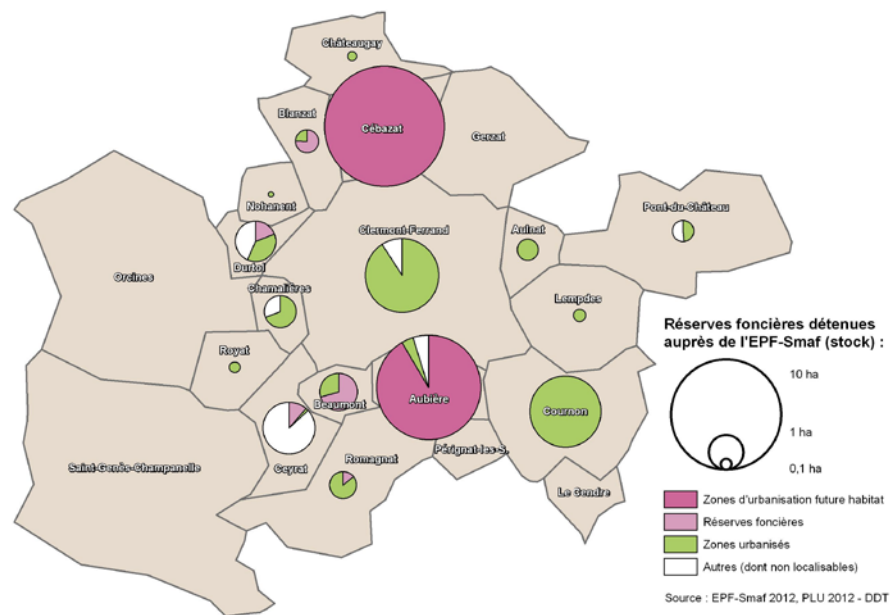 Châteaugay
Cébazat
Blanzat
Gerzat
Nohanent
Pont-du-Château
Clermont-Ferrand
Aulnat
Durtol
Orcines
Chamalières
Lempdes
Réserves foncières détenues
auprès de l'EPF-Smaf (stock) :
Royat
10 ha
Beaumont
Aubière
Cournon
1 ha
Pérignat-les-S.
Romagnat
Saint-Genès-Champanelle
Ceyrat
0,1 ha
Le Cendre
Zones d'urbanisation future habitat
Réserves foncières
Zones urbanisés
Autres (dont non localisables)
Source : EPF-Smaf 2012, PLU 2012 - DDT